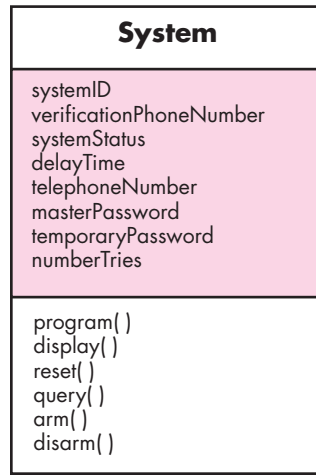 System
systemID
verificationPhoneNumber
systemStatus
delayTime
telephoneNumber
masterPassword
temporaryPassword
numberTries
program( )
display( )
reset( )
query( )
arm( )
disarm( )